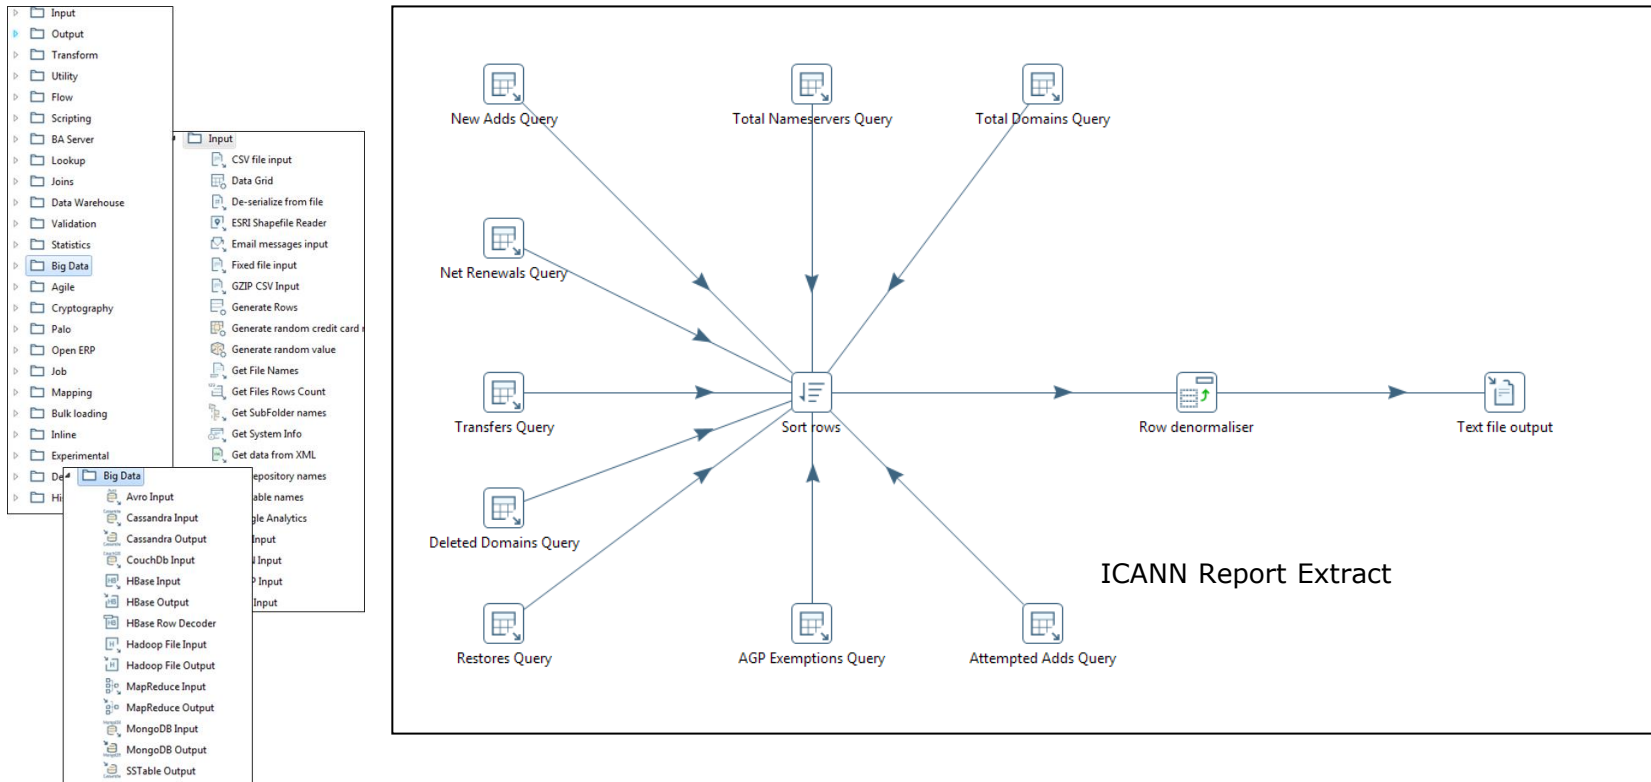 Input
Output
Transform
Utility
Flow
Scripting
BA Server
Lookup
Joins
Data Warehouse
Validation
Statistics
Big Data
Agile
Cryptography
Palo
Open ERP
Job
Mapping
Bulk loading
Inline
Experimental
De
Hi
Input
CSV file input
Data Grid
De-serialize from file
ESRI Shapefile Reader
Email messages input
Fixed file input
GZIP CSV Input
Generate Rows
Generate random credit card
Generate random value
Get File Names
Get Files Rows Count
Get SubFolder names
Get System Info
Get data from XML
epository names
able names
gle Analytics
Input
Input
Input
Input
Big Data
Avro Input
Cassandra Input
Cassandra Output
CouchDb Input
HBase Input
HBase Output
HBase Row Decoder
Hadoop File Input
Hadoop File Output
MapReduce Input
MapReduce Output
MongoDB Input
MongoDB Output
SSTable Output
New Adds Query
Total Nameservers Query
Total Domains Query
Net Renewals Query
Transfers Query
Sort rows
Row denormaliser
Text file output
Deleted Domains Query
ICANN Report Extract
Restores Query
AGP Exemptions Query
Attempted Adds Query